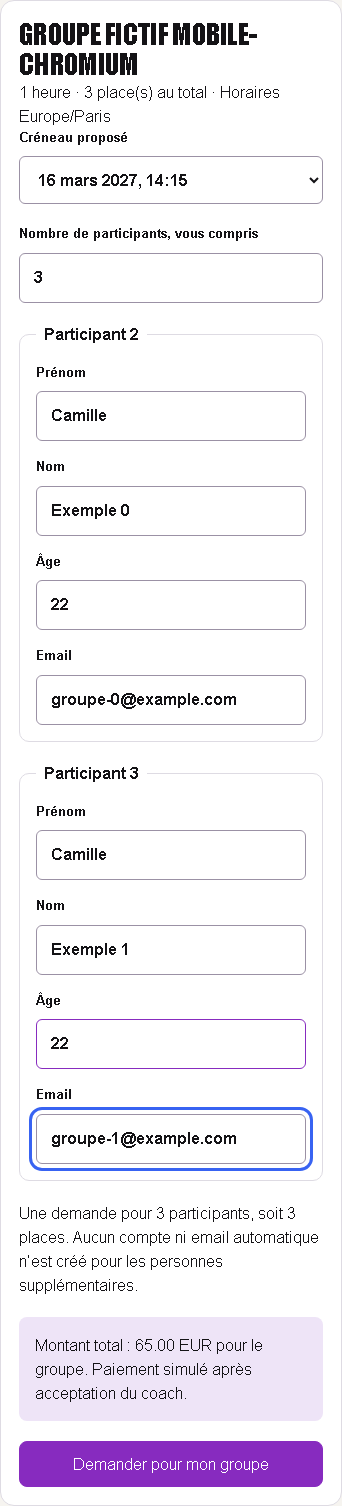 GROUPE FICTIF MOBILE-
CHROMIUM
1 heure · 3 place(s) au total · Horaires
Europe/Paris
Créneau proposé
16 mars 2027, 14:15
Nombre de participants, vous compris
3
Participant 2
Prénom
Camille
Nom
Exemple 0
Âge
22
Email
groupe-0@example.com
Participant 3
Prénom
Camille
Nom
Exemple 1
Âge
22
Email
groupe-1@example.com
Une demande pour 3 participants, soit 3
places. Aucun compte ni email automatique
n'est créé pour les personnes
supplémentaires.
Montant total : 65.00 EUR pour le
groupe. Paiement simulé après
acceptation du coach.
Demander pour mon groupe